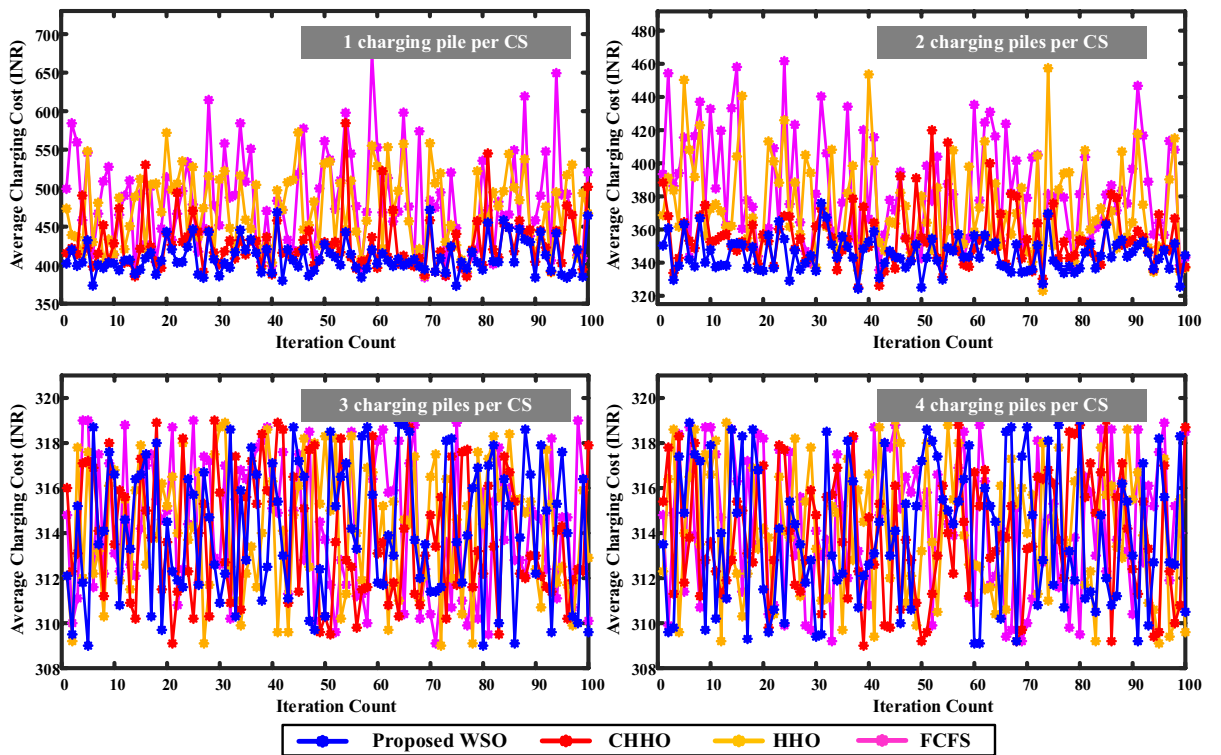 1 charging pile per CS
Average Charging Cost (INR)
700
650
600
550
500
450
400
350
0 10 20 30 40 50 60 70 80 90 100
Iteration Count
2 charging piles per CS
Average Charging Cost (INR)
480
460
440
420
400
380
360
340
320
0 10 20 30 40 50 60 70 80 90 100
Iteration Count
3 charging piles per CS
Average Charging Cost (INR)
320
318
316
314
312
310
308
0 10 20 30 40 50 60 70 80 90 100
Iteration Count
4 charging piles per CS
Average Charging Cost (INR)
320
318
316
314
312
310
308
0 10 20 30 40 50 60 70 80 90 100
Iteration Count
Proposed WSO CHHO HHO FCFS